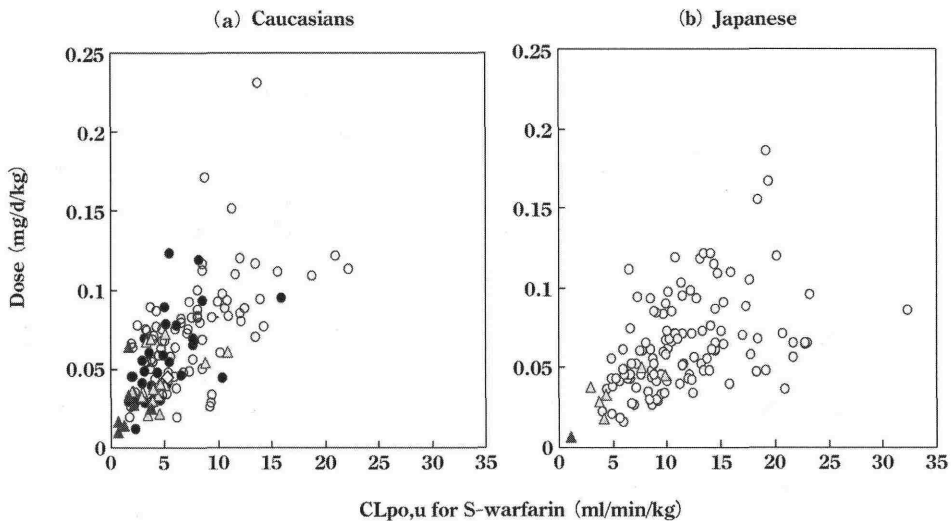 (a) Caucasians
(b) Japanese
Dose (mg/d/kg)
0.25
0.2
0.15
0.1
0.05
0
0 5 10 15 20 25 30 35
0.25
0.2
0.15
0.1
0.05
0
0 5 10 15 20 25 30 35
CLpo,u for S-warfarin (ml/min/kg)